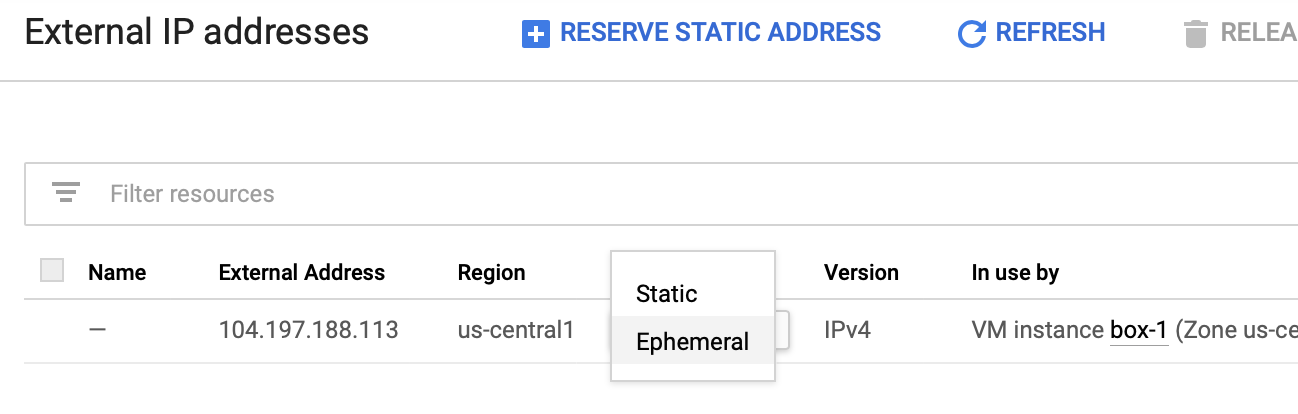 External IP addresses RESERVE STATIC ADDRESS REFRESH RELEA
Filter resources
Name External Address Region Version In use by
Static
— 104.197.188.113 us-central1 IPv4 VM instance box-1 (Zone us-ce
Ephemeral